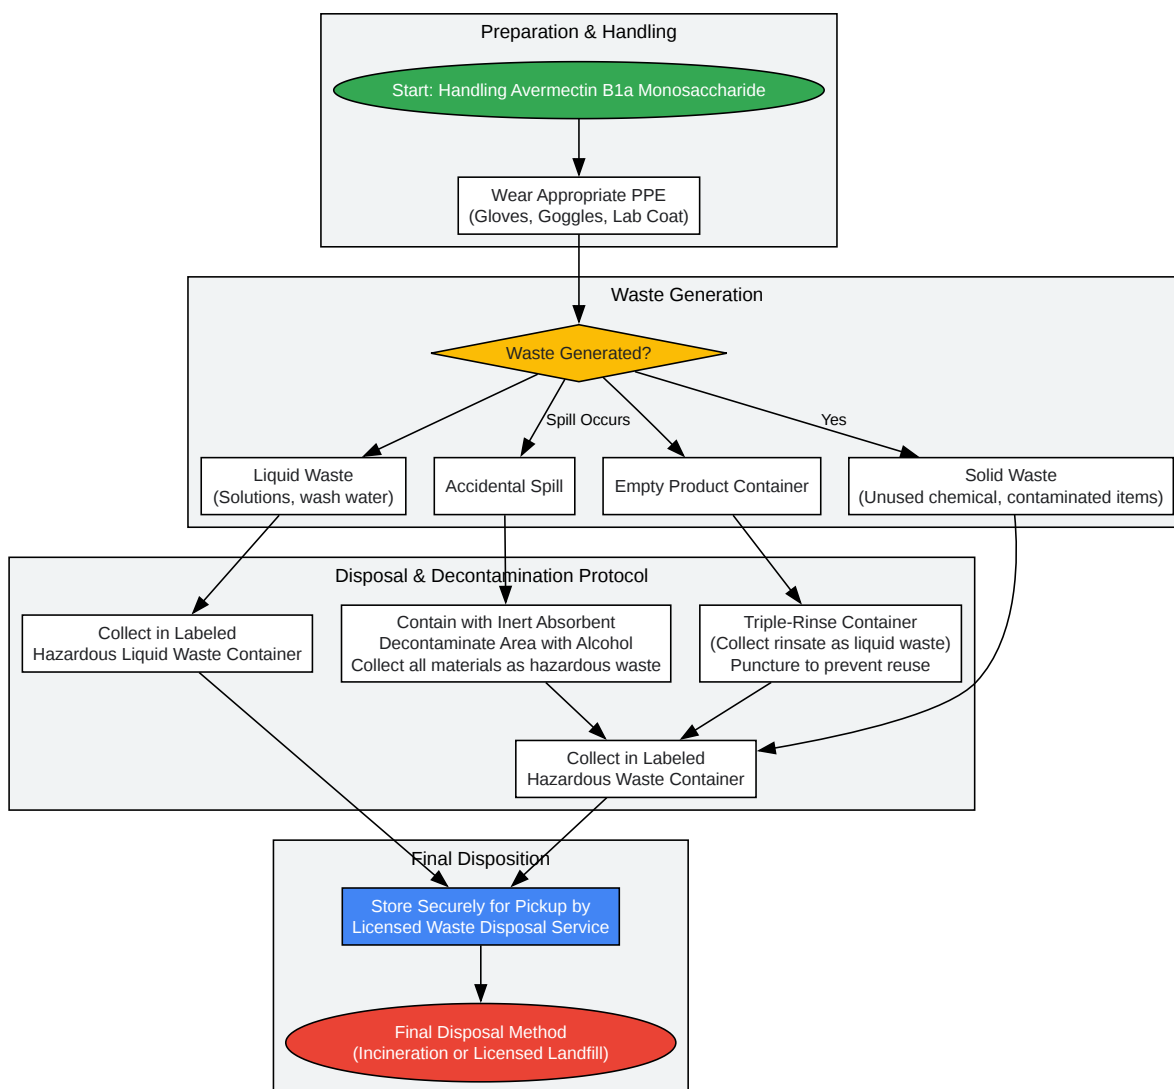 Preparation & Handling
Start: Handling Avermectin B1a Monosaccharide
Wear Appropriate PPE
(Gloves, Goggles, Lab Coat)
Waste Generation
Waste Generated?
Spill Occurs
Yes
Liquid Waste
(Solutions, wash water)
Accidental Spill
Empty Product Container
Solid Waste
(Unused chemical, contaminated items)
Disposal & Decontamination Protocol
Collect in Labeled
Hazardous Liquid Waste Container
Contain with Inert Absorbent
Decontaminate Area with Alcohol
Collect all materials as hazardous waste
Triple-Rinse Container
(Collect rinsate as liquid waste)
Puncture to prevent reuse
Collect in Labeled
Hazardous Waste Container
Final Disposition
Store Securely for Pickup by
Licensed Waste Disposal Service
Final Disposal Method
(Incineration or Licensed Landfill)